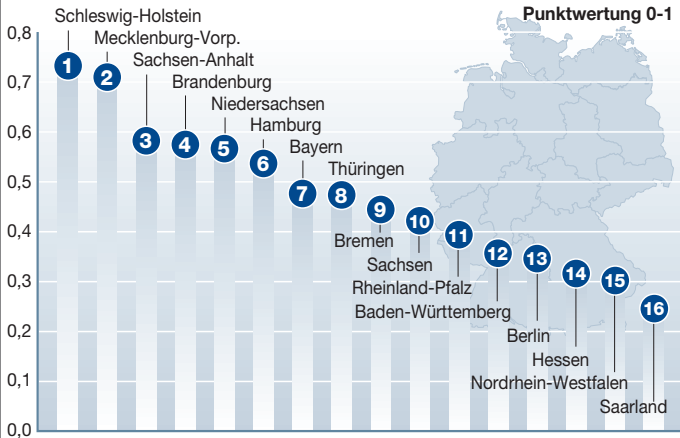 Punktwertung 0-1
0,8
0,7
0,6
0,5
0,4
0,3
0,2
0,1
0,0
Schleswig-Holstein
1
Mecklenburg-Vorp.
2
Sachsen-Anhalt
3
Brandenburg
4
Niedersachsen
5
Hamburg
6
Bayern
7
Thüringen
8
9
Bremen
10
Sachsen
11
Rheinland-Pfalz
12
Baden-Württemberg
13
Berlin
14
Hessen
15
Nordrhein-Westfalen
16
Saarland